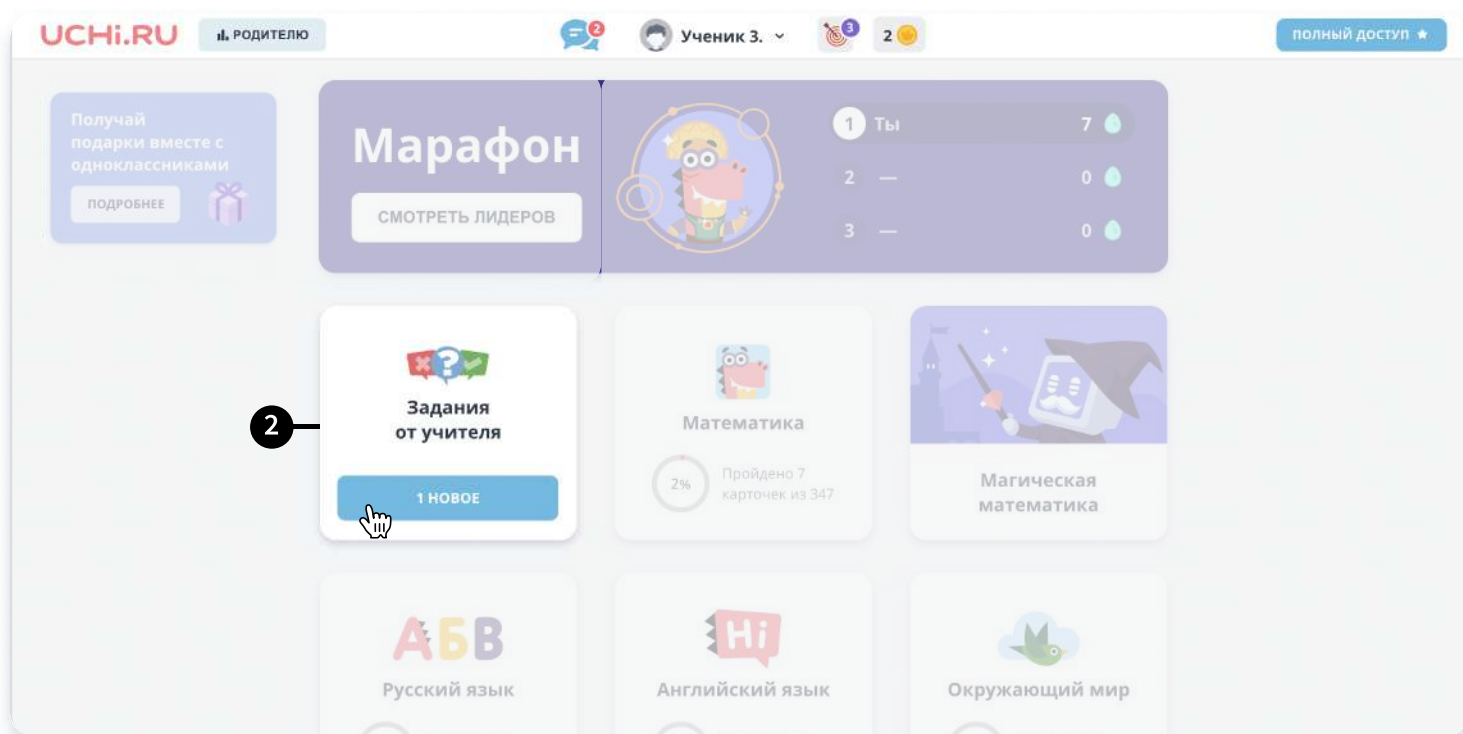 UCHi.RU
РОДИТЕЛЮ
2
Ученик З.
3
2
ПОЛНЫЙ ДОСТУП
Получай
подарки вместе с
одноклассниками
ПОДРОБНЕЕ
Марафон
СМОТРЕТЬ ЛИДЕРОВ
1 Ты 7
2 — 0
3 — 0
2
Задания
от учителя
1 НОВОЕ
Математика
2%
Пройдено 7
карточек из 347
Магическая
математика
АБВ
Русский язык
Hi
Английский язык
Окружающий мир